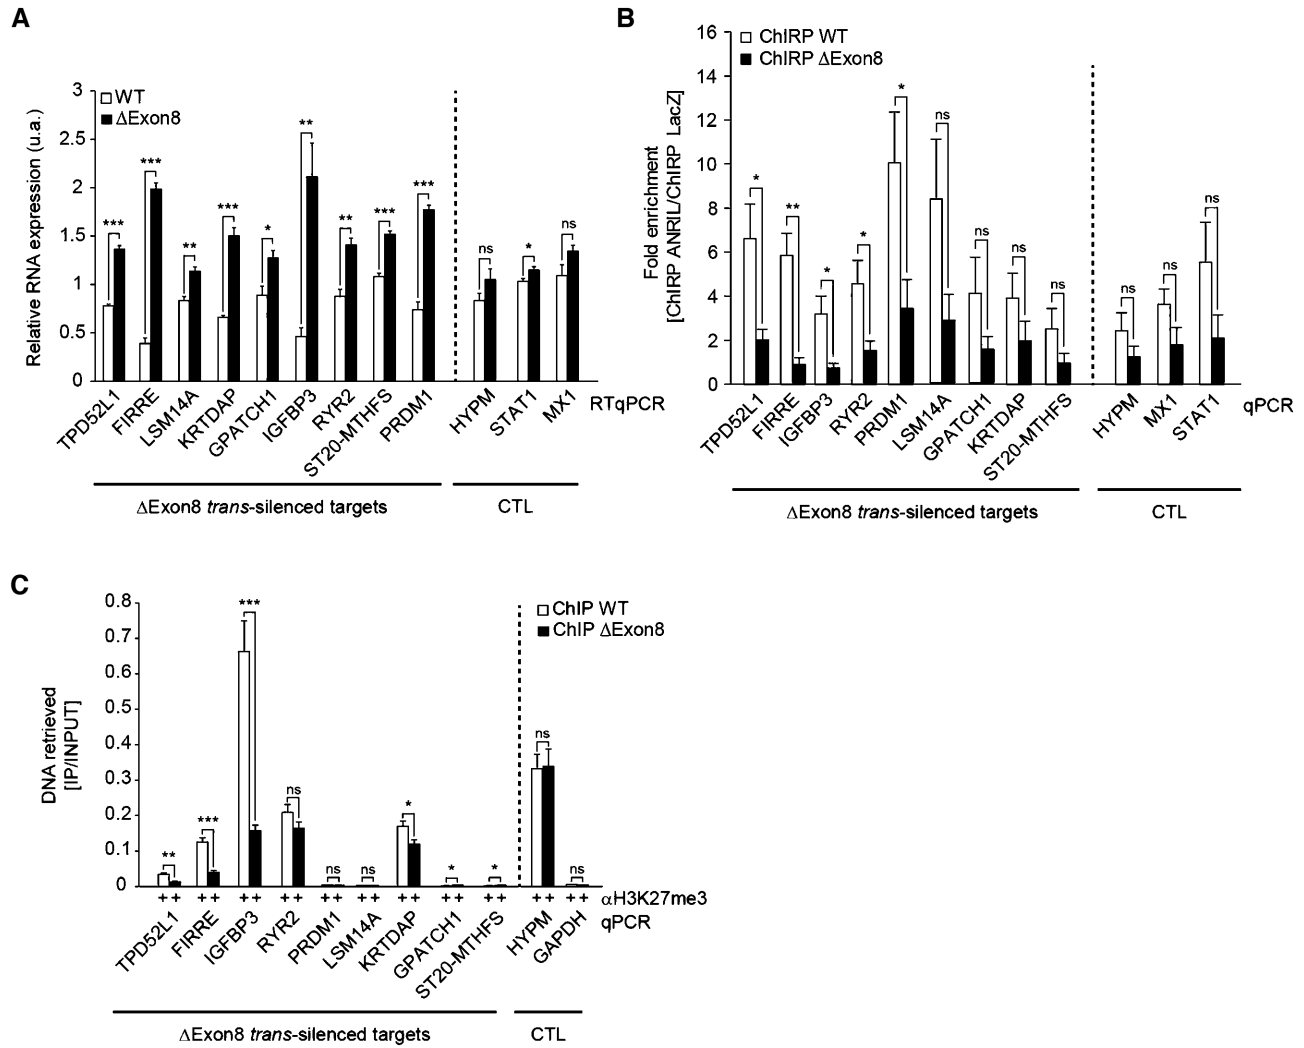 A
Relative RNA expression (u.a.)
3
2.5
2
1.5
1
0.5
0
WT
ΔExon8
*** *** ** *** * ** ** *** *** ns * ns
TPD52L1 FIRRE LSM14A KRTDAP GPATCH1 IGFBP3 RYR2 ST20-MTHFS PRDM1 HYPM STAT1 MX1 RTqPCR
ΔExon8 trans-silenced targets CTL
B
Fold enrichment
[ChIRP ANRIL/ChIRP LacZ]
16
14
12
10
8
6
4
2
0
ChIRP WT
ChIRP ΔExon8
* ** * * * ns ns ns ns ns ns ns
TPD52L1 FIRRE IGFBP3 RYR2 PRDM1 LSM14A GPATCH1 KRTDAP ST20-MTHFS HYPM MX1 STAT1 qPCR
ΔExon8 trans-silenced targets CTL
C
DNA retrieved
[IP/INPUT]
0.8
0.7
0.6
0.5
0.4
0.3
0.2
0.1
0
ChIP WT
ChIP ΔExon8
** *** *** ns ns ns * * * ns ns
++ ++ ++ ++ ++ ++ ++ ++ ++ ++ ++ αH3K27me3
TPD52L1 FIRRE IGFBP3 RYR2 PRDM1 LSM14A KRTDAP GPATCH1 ST20-MTHFS HYPM GAPDH qPCR
ΔExon8 trans-silenced targets CTL